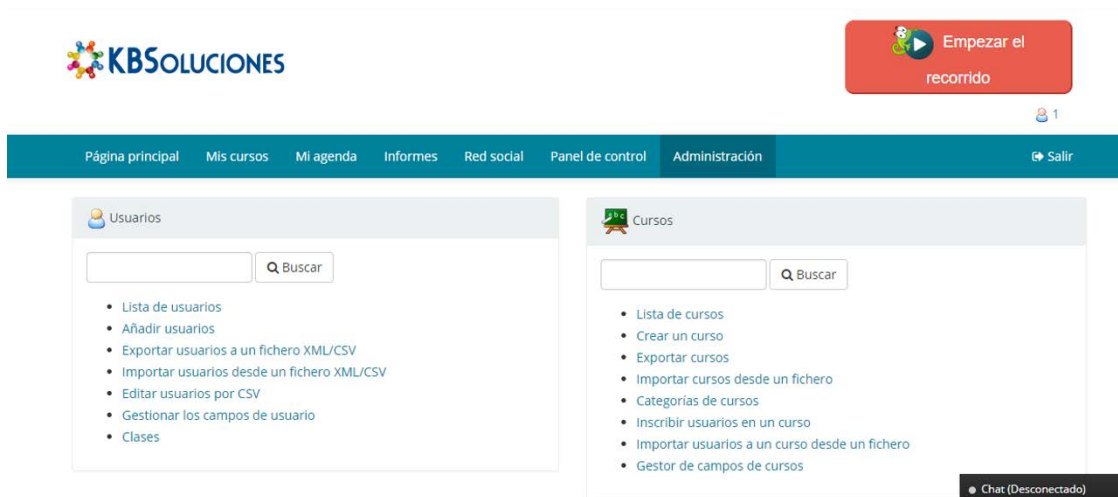 KBSOLUCIONES
Empezar el
recorrido
1
Página principal
Mis cursos
Mi agenda
Informes
Red social
Panel de control
Administración
Salir
Usuarios
Buscar
Lista de usuarios
Añadir usuarios
Exportar usuarios a un fichero XML/CSV
Importar usuarios desde un fichero XML/CSV
Editar usuarios por CSV
Gestionar los campos de usuario
Clases
abc
Cursos
Buscar
Lista de cursos
Crear un curso
Exportar cursos
Importar cursos desde un fichero
Categorías de cursos
Inscribir usuarios en un curso
Importar usuarios a un curso desde un fichero
Gestor de campos de cursos
Chat (Desconectado)